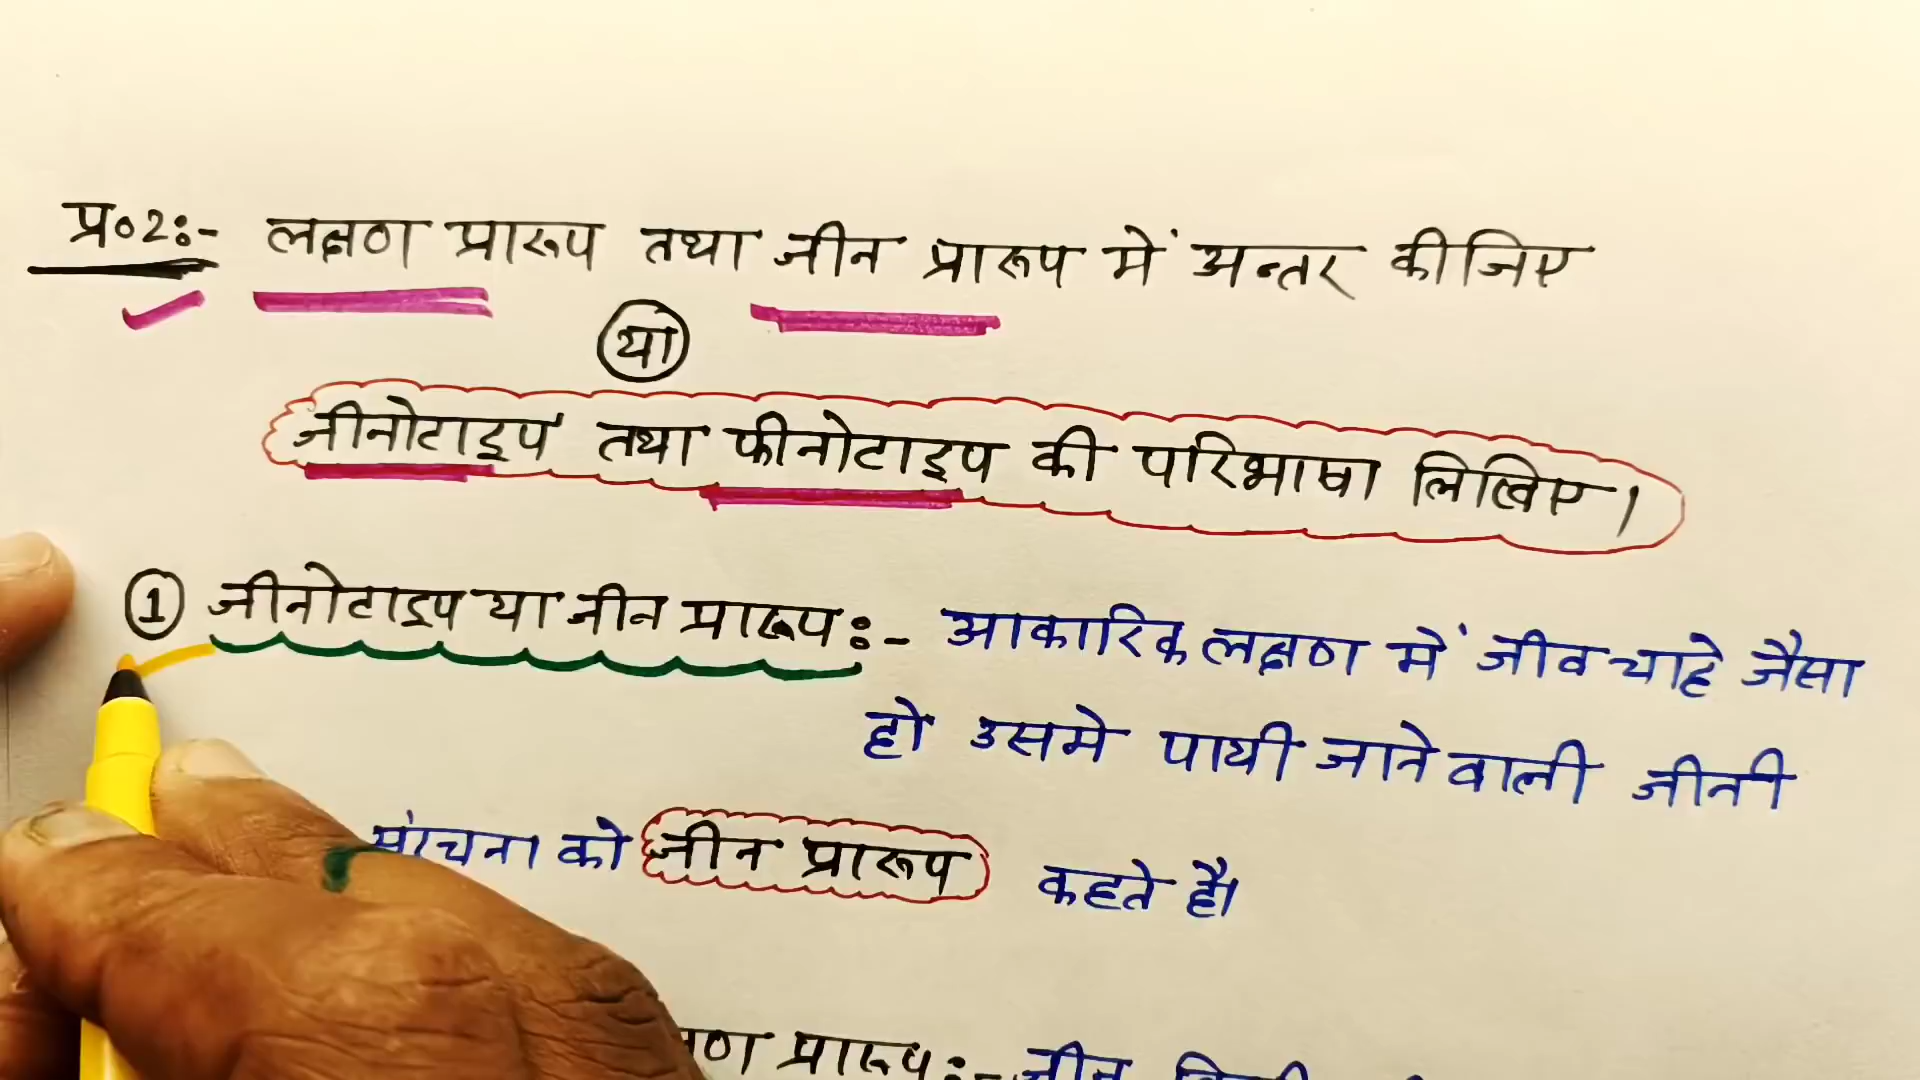 प्र०2:- लक्षण प्रारूप तथा जीन प्रारूप में अन्तर कीजिए
या
जीनोटाइप तथा फीनोटाइप की परिभाषा लिखिए।
1 जीनोटाइप या जीन प्रारूप:- आकारिक लक्षण में जीव चाहे जैसा
हो उसमे पायी जाने वाली जीनी
संरचना को जीन प्रारूप कहते है।
प्रारूप:- जीन